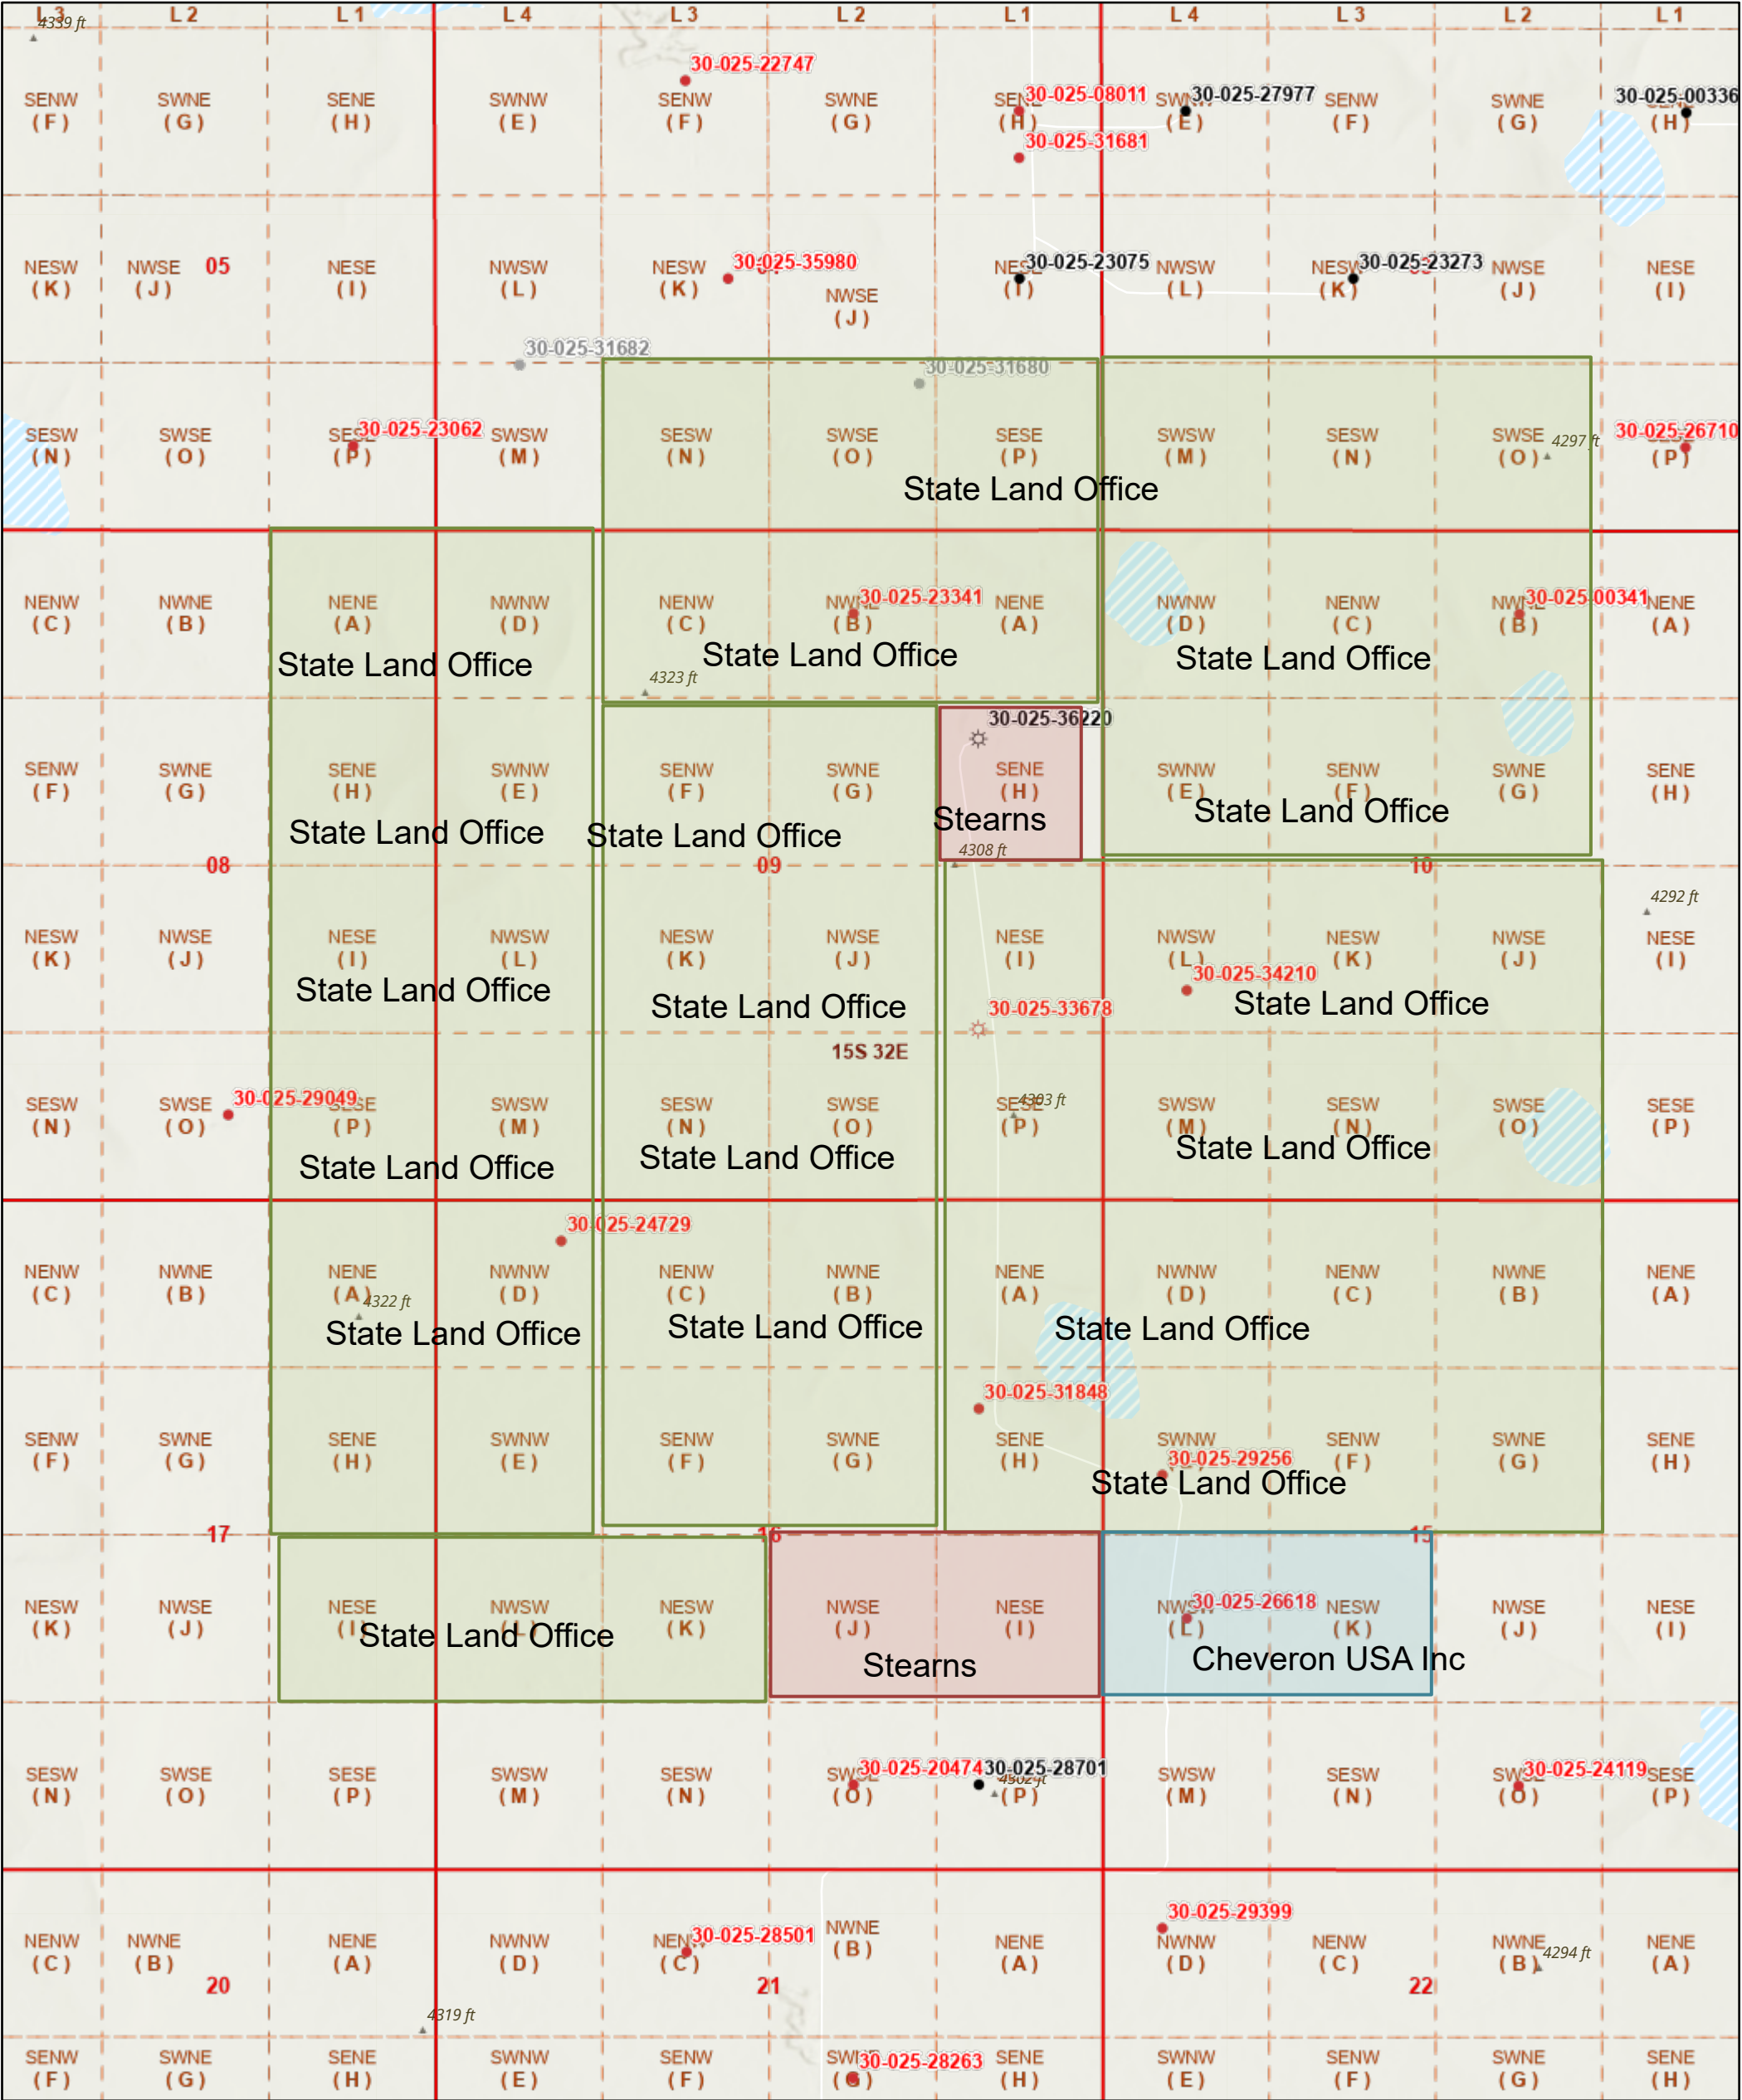 L 3 L 2 L 1 L 4 L 3 L 2 L 1 L 4 L 3 L 2 L 1
4339 ft
30-025-22747
30-025-08011 30-025-27977 30-025-00336
SENW SWNE SENE SWNW SENW SWNE SENE SWNW SENW SWNE
(F) (G) (H) (E) (F) (G) (H) (E) (F) (G) (H)
30-025-31681
05 30-025-35980 30-025-23075 30-025-23273
NESW NWSE NESE NWSW NESW NESE NWSW NESW NWSE NESE
(K) (J) (I) (L) (K) (I) (L) (K) (J) (I)
NWSE
(J)
30-025-31682 30-025-31680
30-025-23062 30-025-26710
SESW SWSE SESE SWSW SESW SWSE SESE SWSW SESW SWSE 4297 ft
(N) (O) (P) (M) (N) (O) (P) (M) (N) (O) (P)
State Land Office
30-025-23341 30-025-00341
NENW NWNE NENE NWNW NENW NWNE NENE NWNW NENW NWNE NENE
(C) (B) (A) (D) (C) (B) (A) (D) (C) (B) (A)
State Land Office State Land Office State Land Office
4323 ft
30-025-36220
SENW SWNE SENE SWNW SENW SWNE SENE SWNW SENW SWNE SENE
(F) (G) (H) (E) (F) (G) (H) (E) (F) (G) (H)
State Land Office State Land Office Stearns State Land Office
4308 ft
08 09 10
4292 ft
NESW NWSE NESE NWSW NESW NWSE NESE NWSW NESW NWSE NESE
(K) (J) (I) (L) (K) (J) (I) (L) (K) (J) (I)
30-025-34210
State Land Office State Land Office State Land Office
30-025-33678
15S 32E
30-025-29049 4303 ft
SESW SWSE SESE SWSW SESW SWSE SESE SWSW SESW SWSE SESE
(N) (O) (P) (M) (N) (O) (P) (M) (N) (O) (P)
State Land Office State Land Office State Land Office
30-025-24729
NENW NWNE NENE NWNW NENW NWNE NENE NWNW NENW NWNE NENE
(C) (B) (A) (D) (C) (B) (A) (D) (C) (B) (A)
4322 ft
State Land Office State Land Office State Land Office
30-025-31848
SENW SWNE SENE SWNW SENW SWNE SENE SWNW SENW SWNE SENE
(F) (G) (H) (E) (F) (G) (H) (F) (G) (H)
30-025-29256
State Land Office
17 16 15
30-025-26618
NESW NWSE NESE NWSW NESW NWSE NESE NWSW NESW NWSE NESE
(K) (J) (I) (L) (K) (J) (I) (L) (K) (J) (I)
State Land Office Stearns Cheveron USA Inc
30-025-20474 30-025-28701 30-025-24119
4302 ft
SESW SWSE SESE SWSW SESW SWSE SWSW SESW SWSE SESE
(N) (O) (P) (M) (N) (O) (P) (M) (N) (O) (P)
30-025-28501 30-025-29399
NENW NWNE NENE NWNW NENW NWNE NENE NWNW NENW NWNE NENE
(C) (B) (A) (D) (C) (B) (A) (D) (C) (B) (A)
4294 ft
20 21 22
4319 ft
30-025-28263
SENW SWNE SENE SWNW SENW SWNE SENE SWNW SENW SWNE SENE
(F) (G) (H) (E) (F) (G) (H) (E) (F) (G) (H)